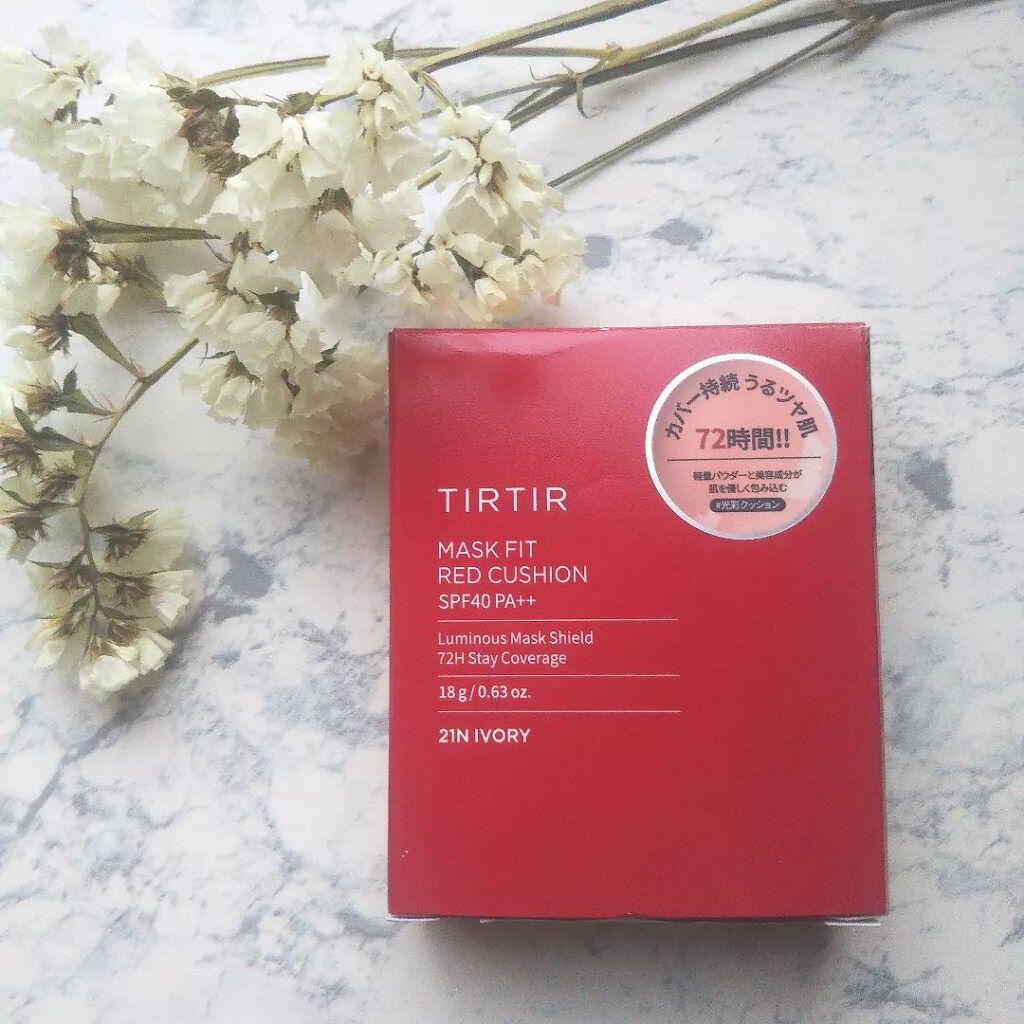 カバー持続 うるツヤ肌
72時間!!
軽量パウダーと美容成分が
肌を優しく包み込む
#光彩クッション
TIRTIR
MASK FIT
RED CUSHION
SPF40 PA++
Luminous Mask Shield
72H Stay Coverage
18 g / 0.63 oz.
21N IVORY